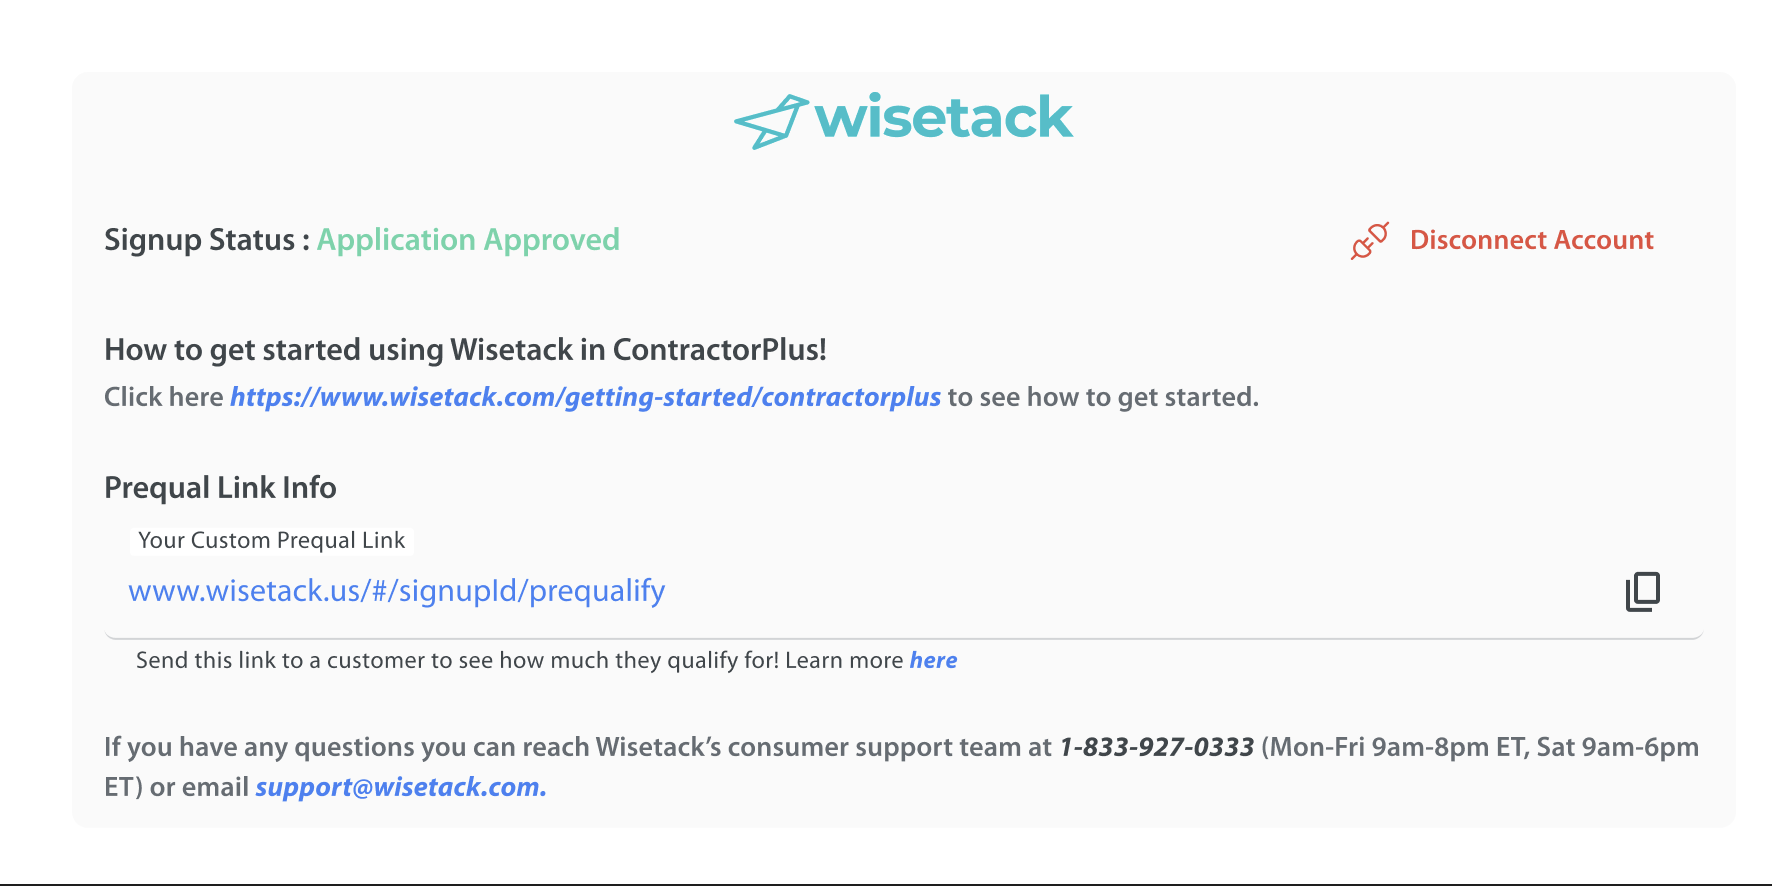 wisetack
Signup Status : Application Approved
Disconnect Account
How to get started using Wisetack in ContractorPlus!
Click here https://www.wisetack.com/getting-started/contractorplus to see how to get started.
Prequal Link Info
Your Custom Prequal Link
www.wisetack.us/#/signupId/prequalify
Send this link to a customer to see how much they qualify for! Learn more here
If you have any questions you can reach Wisetack’s consumer support team at 1-833-927-0333 (Mon-Fri 9am-8pm ET, Sat 9am-6pm
ET) or email support@wisetack.com.